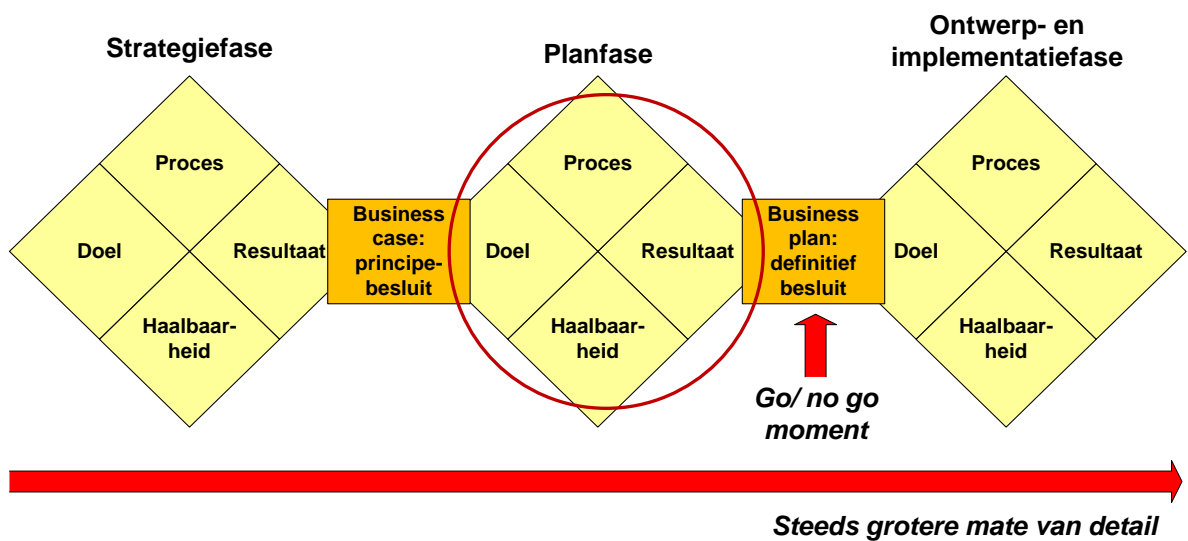 Strategiefase
Proces
Doel
Resultaat
Haalbaar-
heid
Business
case:
principe-
besluit
Planfase
Proces
Doel
Resultaat
Haalbaar-
heid
Business
plan:
definitief
besluit
Go/ no go
moment
Ontwerp- en
implementatiefase
Proces
Doel
Resultaat
Haalbaar-
heid
Steeds grotere mate van detail